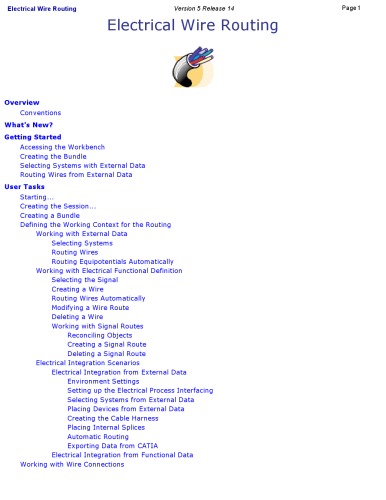 Electrical Wire Routing
Version 5 Release 14
Page 1
Electrical Wire Routing
Overview
Conventions
What's New?
Getting Started
Accessing the Workbench
Creating the Bundle
Selecting Systems with External Data
Routing Wires from External Data
User Tasks
Starting...
Creating the Session...
Creating a Bundle
Defining the Working Context for the Routing
Working with External Data
Selecting Systems
Routing Wires
Routing Equipotentials Automatically
Working with Electrical Functional Definition
Selecting the Signal
Creating a Wire
Routing Wires Automatically
Modifying a Wire Route
Deleting a Wire
Working with Signal Routes
Reconciling Objects
Creating a Signal Route
Deleting a Signal Route
Electrical Integration Scenarios
Electrical Integration from External Data
Environment Settings
Setting up the Electrical Process Interfacing
Selecting Systems from External Data
Placing Devices from External Data
Creating the Cable Harness
Placing Internal Splices
Automatic Routing
Exporting Data from CATIA
Electrical Integration from Functional Data
Working with Wire Connections